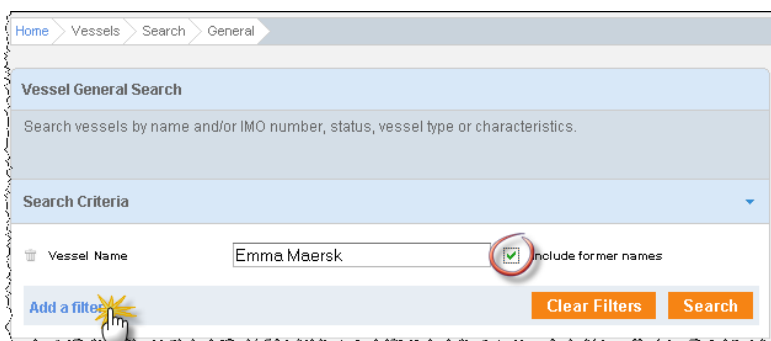 Home Vessels Search General
Vessel General Search
Search vessels by name and/or IMO number, status, vessel type or characteristics.
Search Criteria
Vessel Name Emma Maersk Include former names
Add a filter Clear Filters Search